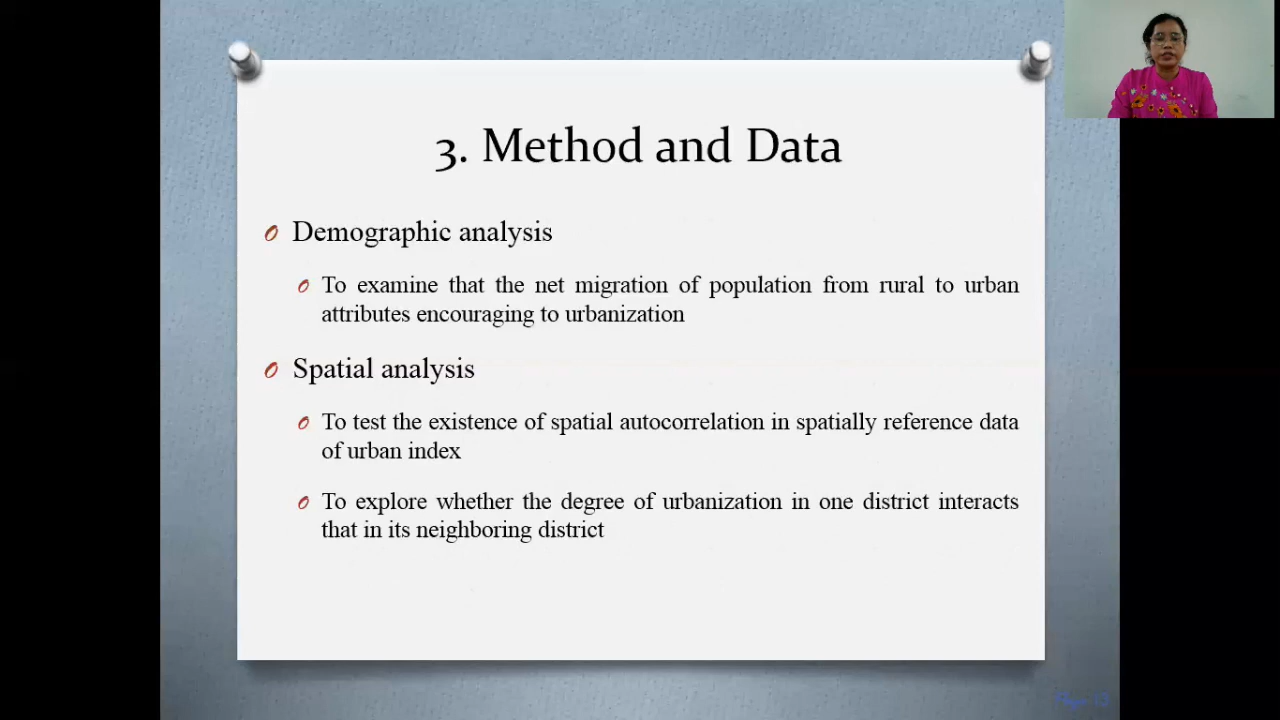 3. Method and Data
Demographic analysis
To examine that the net migration of population from rural to urban
attributes encouraging to urbanization
Spatial analysis
To test the existence of spatial autocorrelation in spatially reference data
of urban index
To explore whether the degree of urbanization in one district interacts
that in its neighboring district